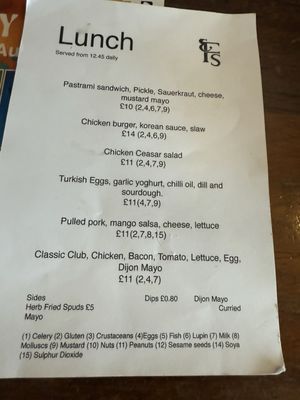 Lunch
Served from 12.45 daily
Pastrami sandwich, Pickle, Sauerkraut, cheese,
mustard mayo
£10 (2,4,6,7,9)
Chicken burger, korean sauce, slaw
£14 (2,4,6,9)
Chicken Ceasar salad
£11 (2,4,7,9)
Turkish Eggs, garlic yoghurt, chilli oil, dill and
sourdough.
£11(4,7,9)
Pulled pork, mango salsa, cheese, lettuce
£11(2,7,8,15)
Classic Club, Chicken, Bacon, Tomato, Lettuce, Egg,
Dijon Mayo
£11 (2,4,7)
Sides Dips £0.80 Dijon Mayo
Herb Fried Spuds £5 Curried
Mayo
(1) Celery (2) Gluten (3) Crustaceans (4)Eggs (5) Fish (6) Lupin (7) Milk (8)
Molluscs (9) Mustard (10) Nuts (11) Peanuts (12) Sesame seeds (14) Soya
(15) Sulphur Dioxide